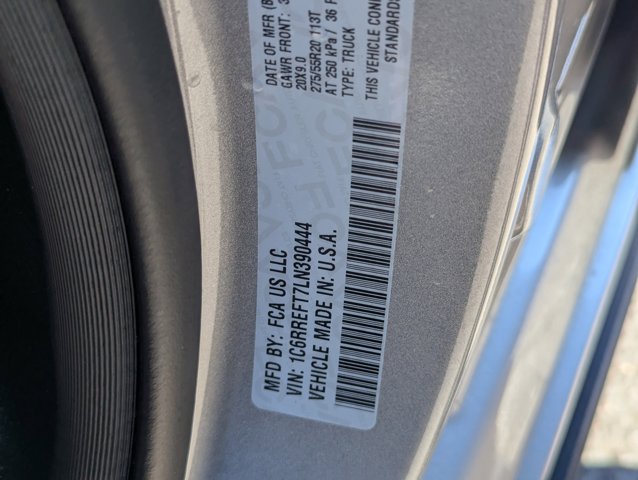 MFD BY: FCA US LLC
VIN: 1C6RREFT7LN390444
VEHICLE MADE IN: U.S.A.
DATE OF MFR (B
GAWR FRONT: 3
20X9.0
275/55R20 113T
AT 250 kPa / 36 P
TYPE: TRUCK
THIS VEHICLE CON
STANDARDS